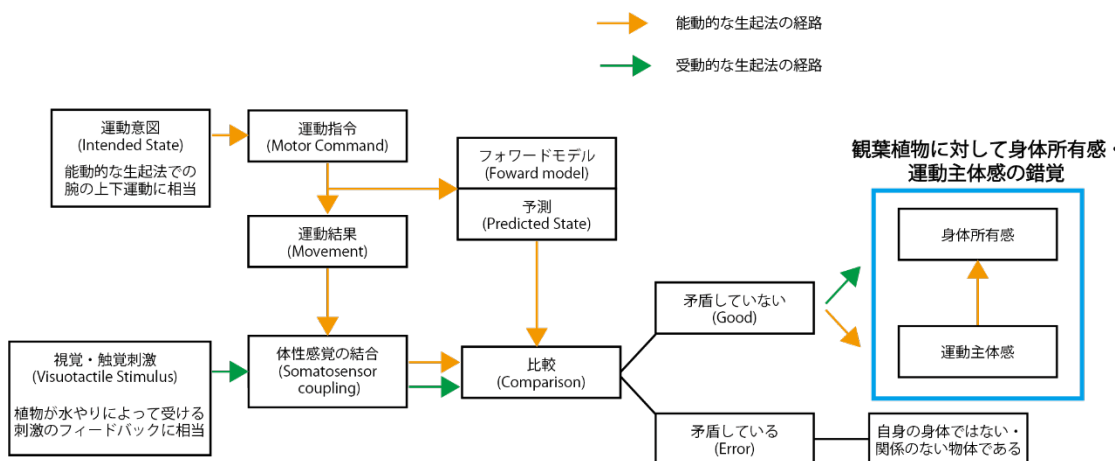 能動的な生起法の経路
受動的な生起法の経路
運動意図
(Intended State)
能動的な生起法での
腕の上下運動に相当
運動指令
(Motor Command)
フォワードモデル
(Foward model)
予測
(Predicted State)
運動結果
(Movement)
視覚・触覚刺激
(Visuotactile Stimulus)
植物が水やりによって受ける
刺激のフィードバックに相当
体性感覚の結合
(Somatosensor
coupling)
比較
(Comparison)
矛盾していない
(Good)
矛盾している
(Error)
観葉植物に対して身体所有感・
運動主体感の錯覚
身体所有感
運動主体感
自身の身体ではない・
関係のない物体である